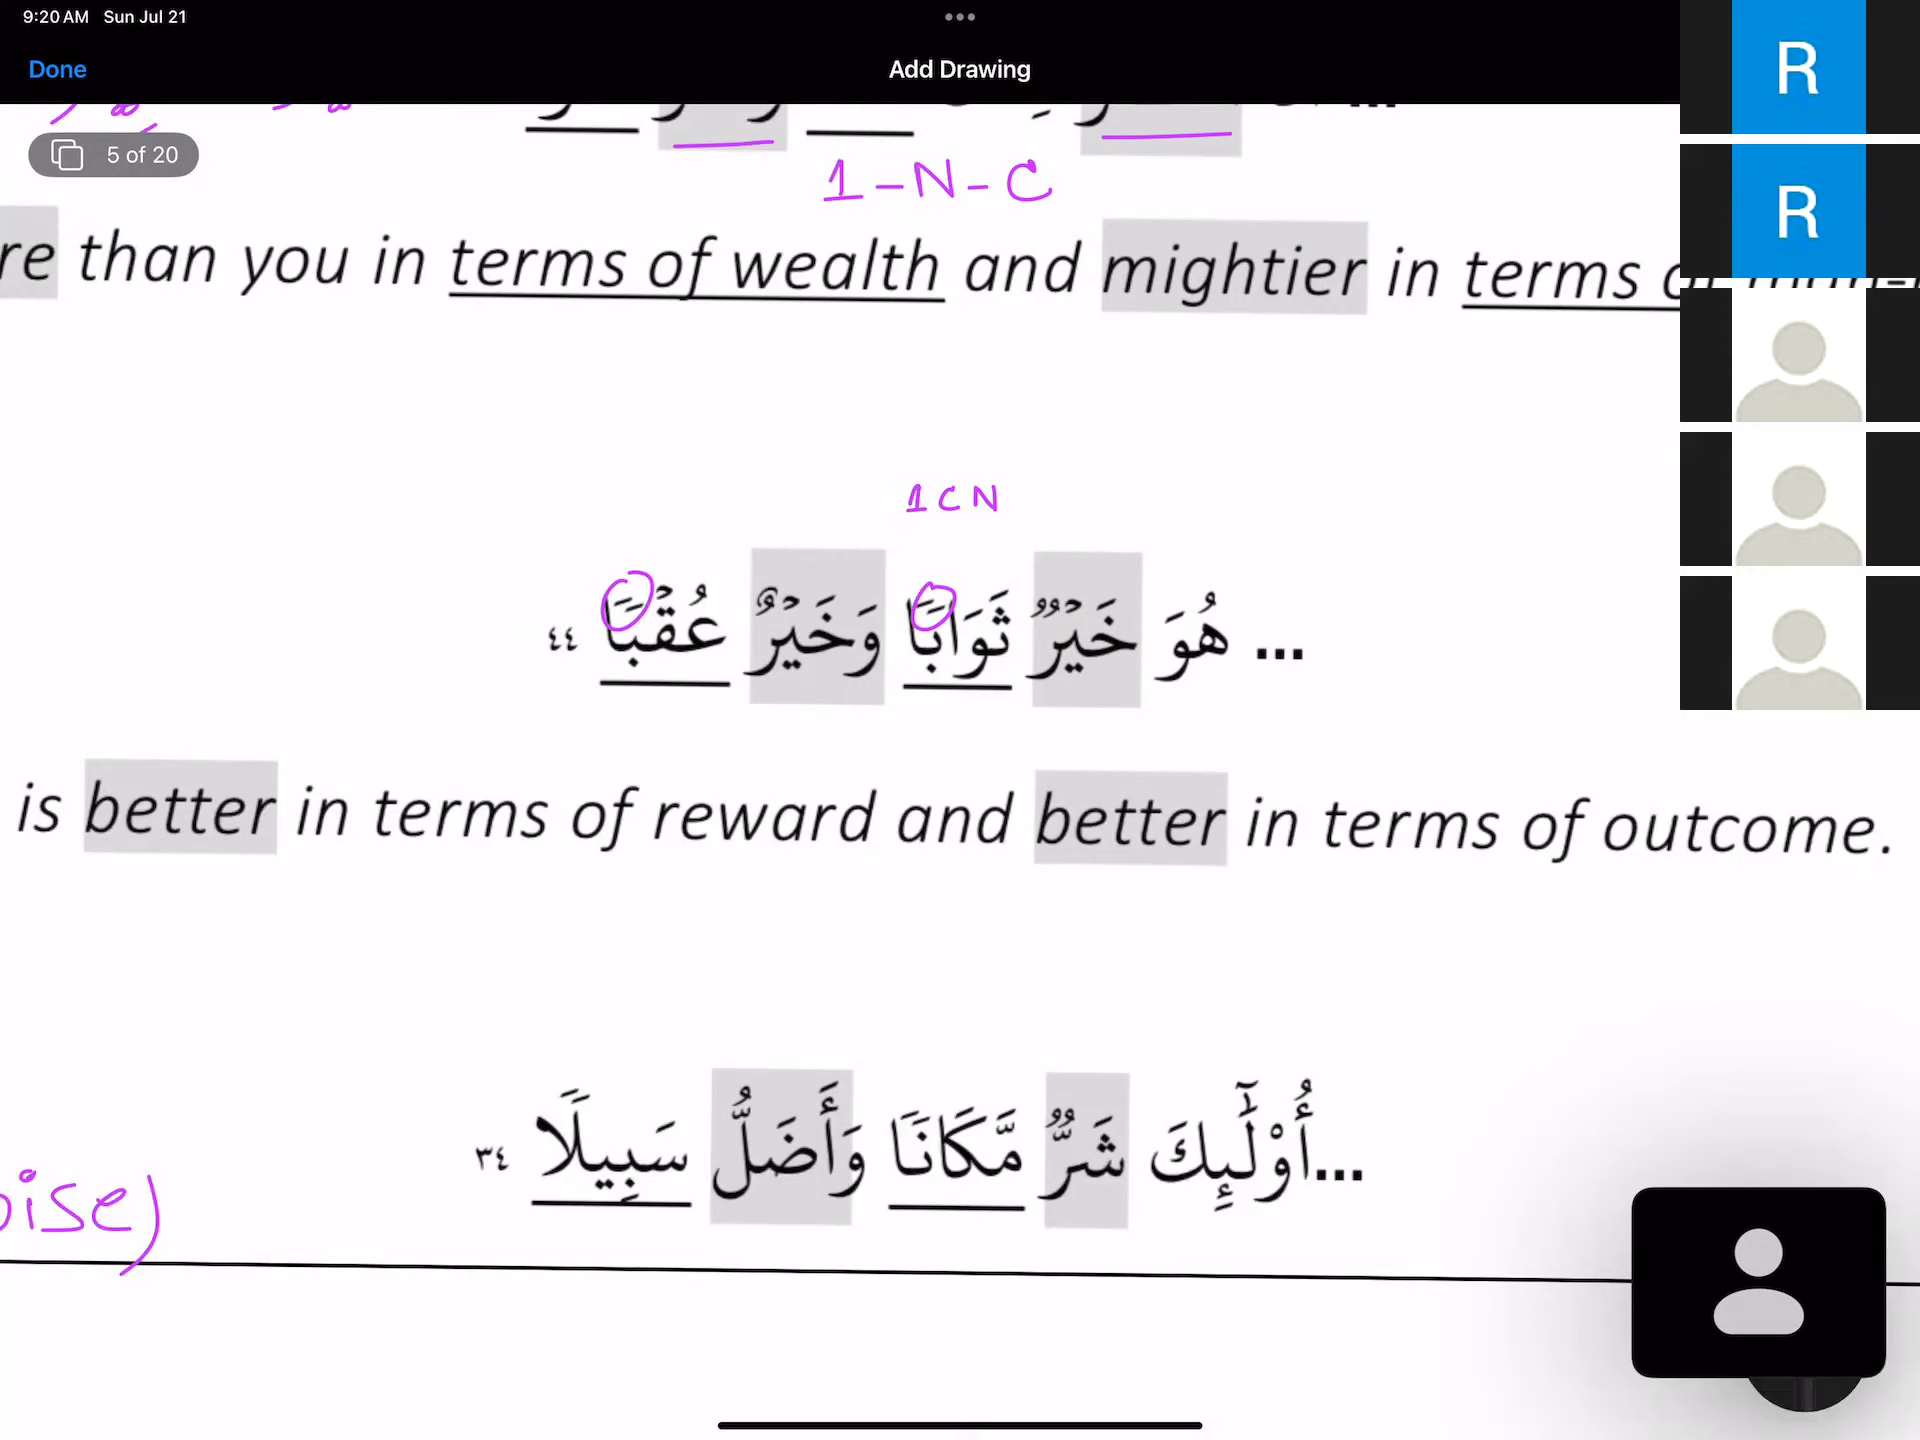 9:20 AM Sun Jul 21
Done
Add Drawing
R
R
5 of 20
1-N-C
than you in terms of wealth and mightier in terms
1 C N
... هُوَ خَيْرٌ ثَوَابًا وَخَيْرٌ عُقْبًا ٤٤
is better in terms of reward and better in terms of outcome.
...أُوْلَٰٓئِكَ شَرٌّ مَّكَانًا وَأَضَلُّ سَبِيلًا ٣٤